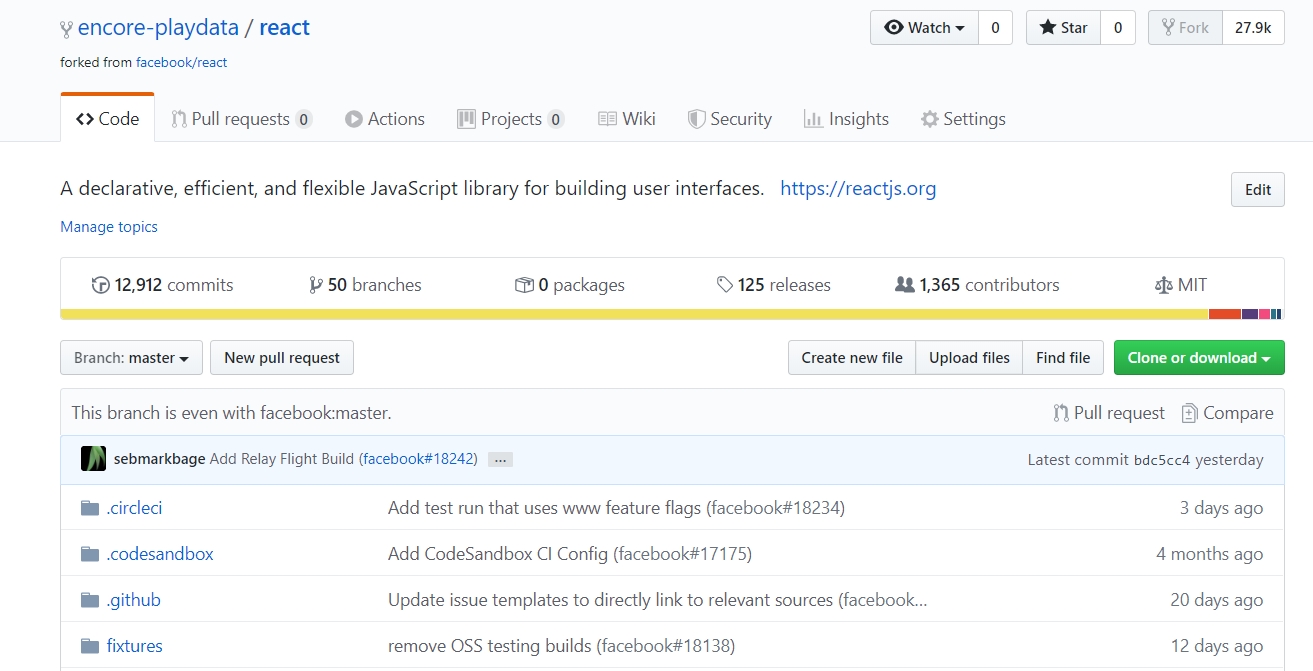 encore-playdata / react
Watch 0 Star 0 Fork 27.9k
forked from facebook/react
Code Pull requests 0 Actions Projects 0 Wiki Security Insights Settings
A declarative, efficient, and flexible JavaScript library for building user interfaces. https://reactjs.org Edit
Manage topics
12,912 commits 50 branches 0 packages 125 releases 1,365 contributors MIT
Branch: master New pull request Create new file Upload files Find file Clone or download
This branch is even with facebook:master. Pull request Compare
sebmarkbage Add Relay Flight Build (facebook#18242) ... Latest commit bdc5cc4 yesterday
.circleci Add test run that uses www feature flags (facebook#18234) 3 days ago
.codesandbox Add CodeSandbox CI Config (facebook#17175) 4 months ago
.github Update issue templates to directly link to relevant sources (facebook... 20 days ago
fixtures remove OSS testing builds (facebook#18138) 12 days ago